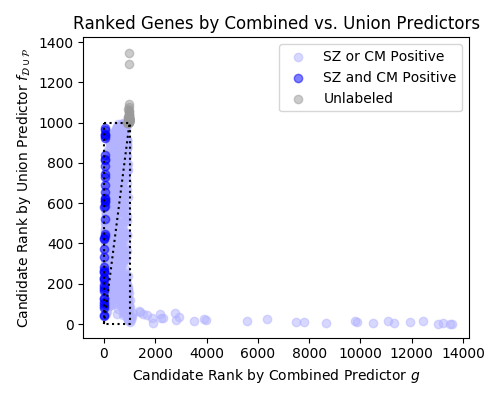 Ranked Genes by Combined vs. Union Predictors
Candidate Rank by Union Predictor f_{D∪P}
1400
1200
1000
800
600
400
200
0
SZ or CM Positive
SZ and CM Positive
Unlabeled
0 2000 4000 6000 8000 10000 12000 14000
Candidate Rank by Combined Predictor g